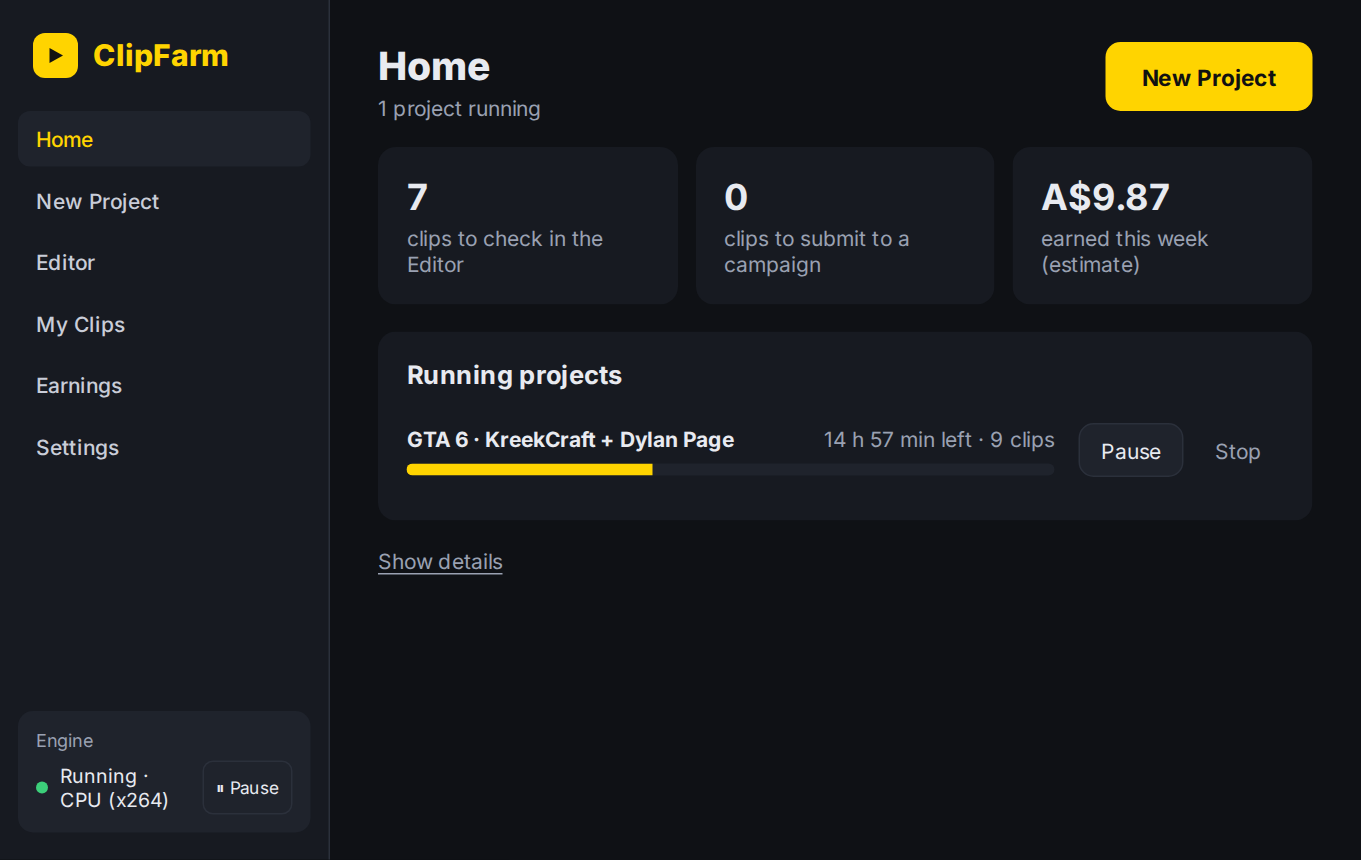 ClipFarm
Home
New Project
Editor
My Clips
Earnings
Settings
Engine
Running ·
CPU (x264)
Pause
Home
1 project running
New Project
7
clips to check in the
Editor
0
clips to submit to a
campaign
A$9.87
earned this week
(estimate)
Running projects
GTA 6 · KreekCraft + Dylan Page
14 h 57 min left · 9 clips
Pause
Stop
Show details